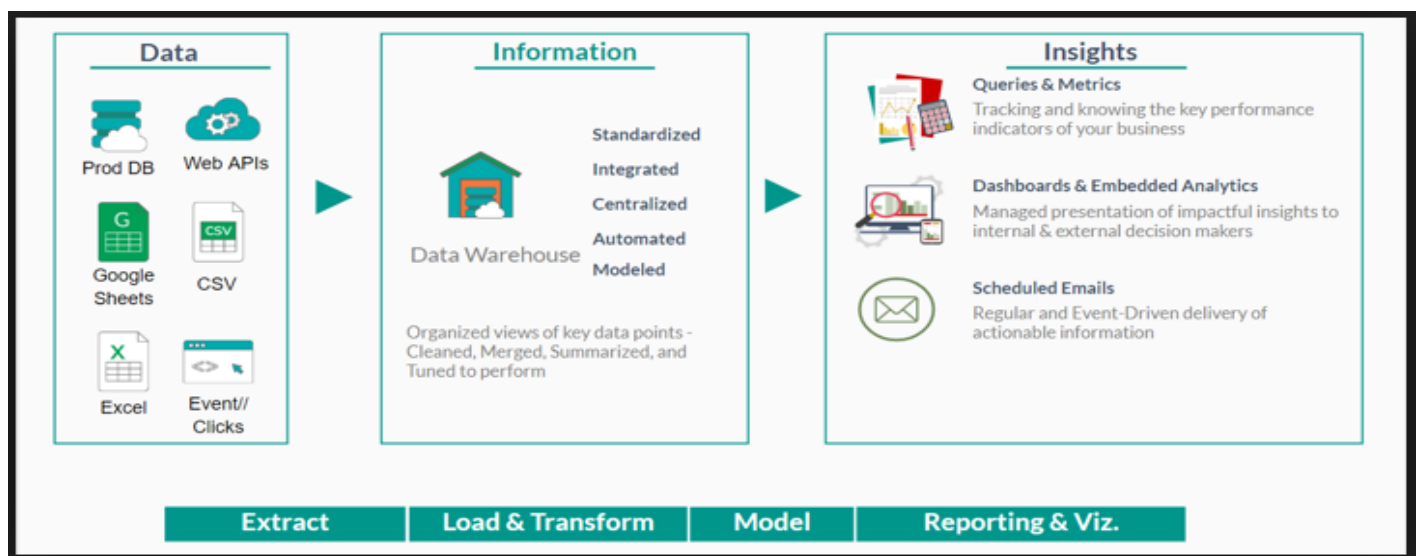 Data
Prod DB
Web APIs
G
Google
Sheets
CSV
CSV
X
Excel
<>
Event//
Clicks
Information
Data Warehouse
Standardized
Integrated
Centralized
Automated
Modeled
Organized views of key data points -
Cleaned, Merged, Summarized, and
Tuned to perform
Insights
Queries & Metrics
Tracking and knowing the key performance
indicators of your business
Dashboards & Embedded Analytics
Managed presentation of impactful insights to
internal & external decision makers
Scheduled Emails
Regular and Event-Driven delivery of
actionable information
Extract
Load & Transform
Model
Reporting & Viz.